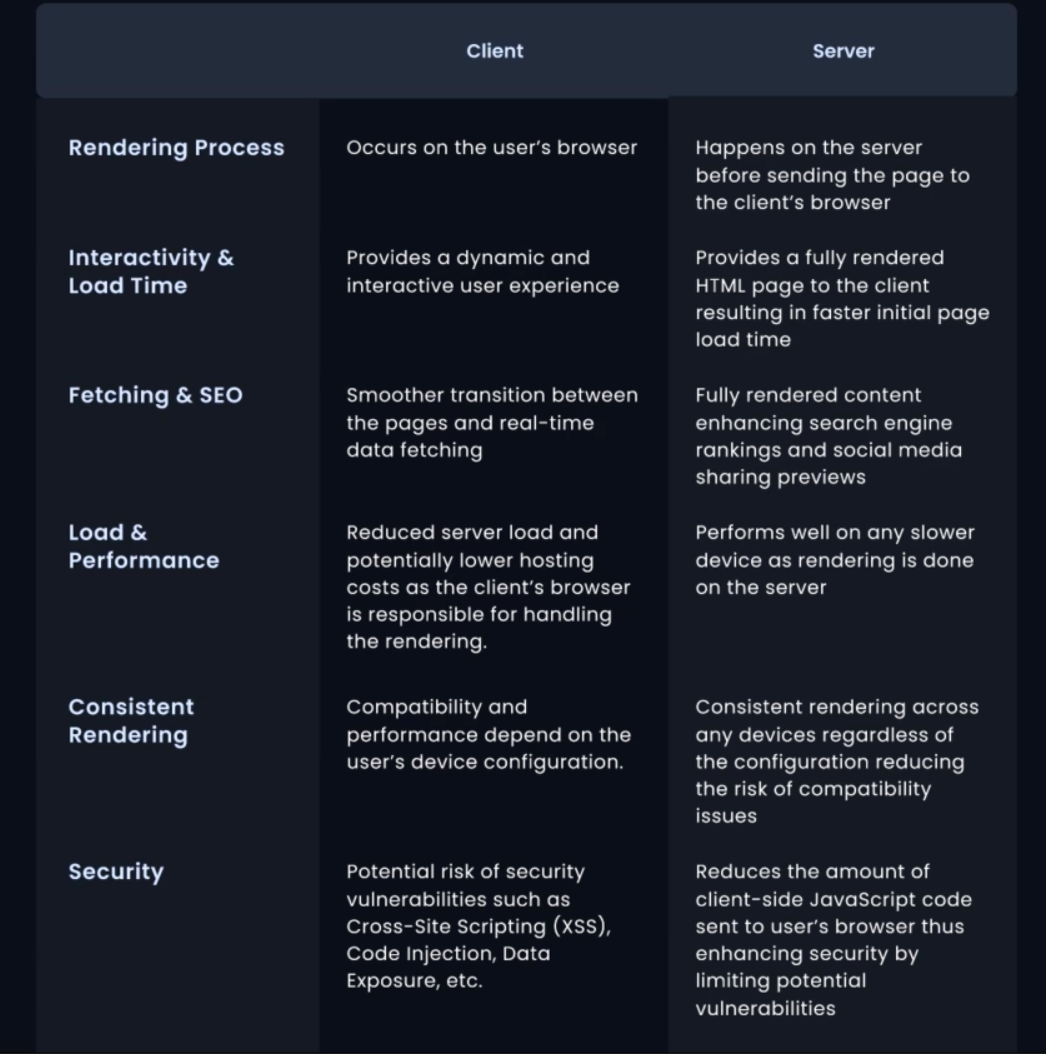 Client
Server
Rendering Process
Occurs on the user's browser
Happens on the server
before sending the page to
the client's browser
Interactivity &
Load Time
Provides a dynamic and
interactive user experience
Provides a fully rendered
HTML page to the client
resulting in faster initial page
load time
Fetching & SEO
Smoother transition between
the pages and real-time
data fetching
Fully rendered content
enhancing search engine
rankings and social media
sharing previews
Load &
Performance
Reduced server load and
potentially lower hosting
costs as the client's browser
is responsible for handling
the rendering.
Performs well on any slower
device as rendering is done
on the server
Consistent
Rendering
Compatibility and
performance depend on the
user's device configuration.
Consistent rendering across
any devices regardless of
the configuration reducing
the risk of compatibility
issues
Security
Potential risk of security
vulnerabilities such as
Cross-Site Scripting (XSS),
Code Injection, Data
Exposure, etc.
Reduces the amount of
client-side JavaScript code
sent to user's browser thus
enhancing security by
limiting potential
vulnerabilities